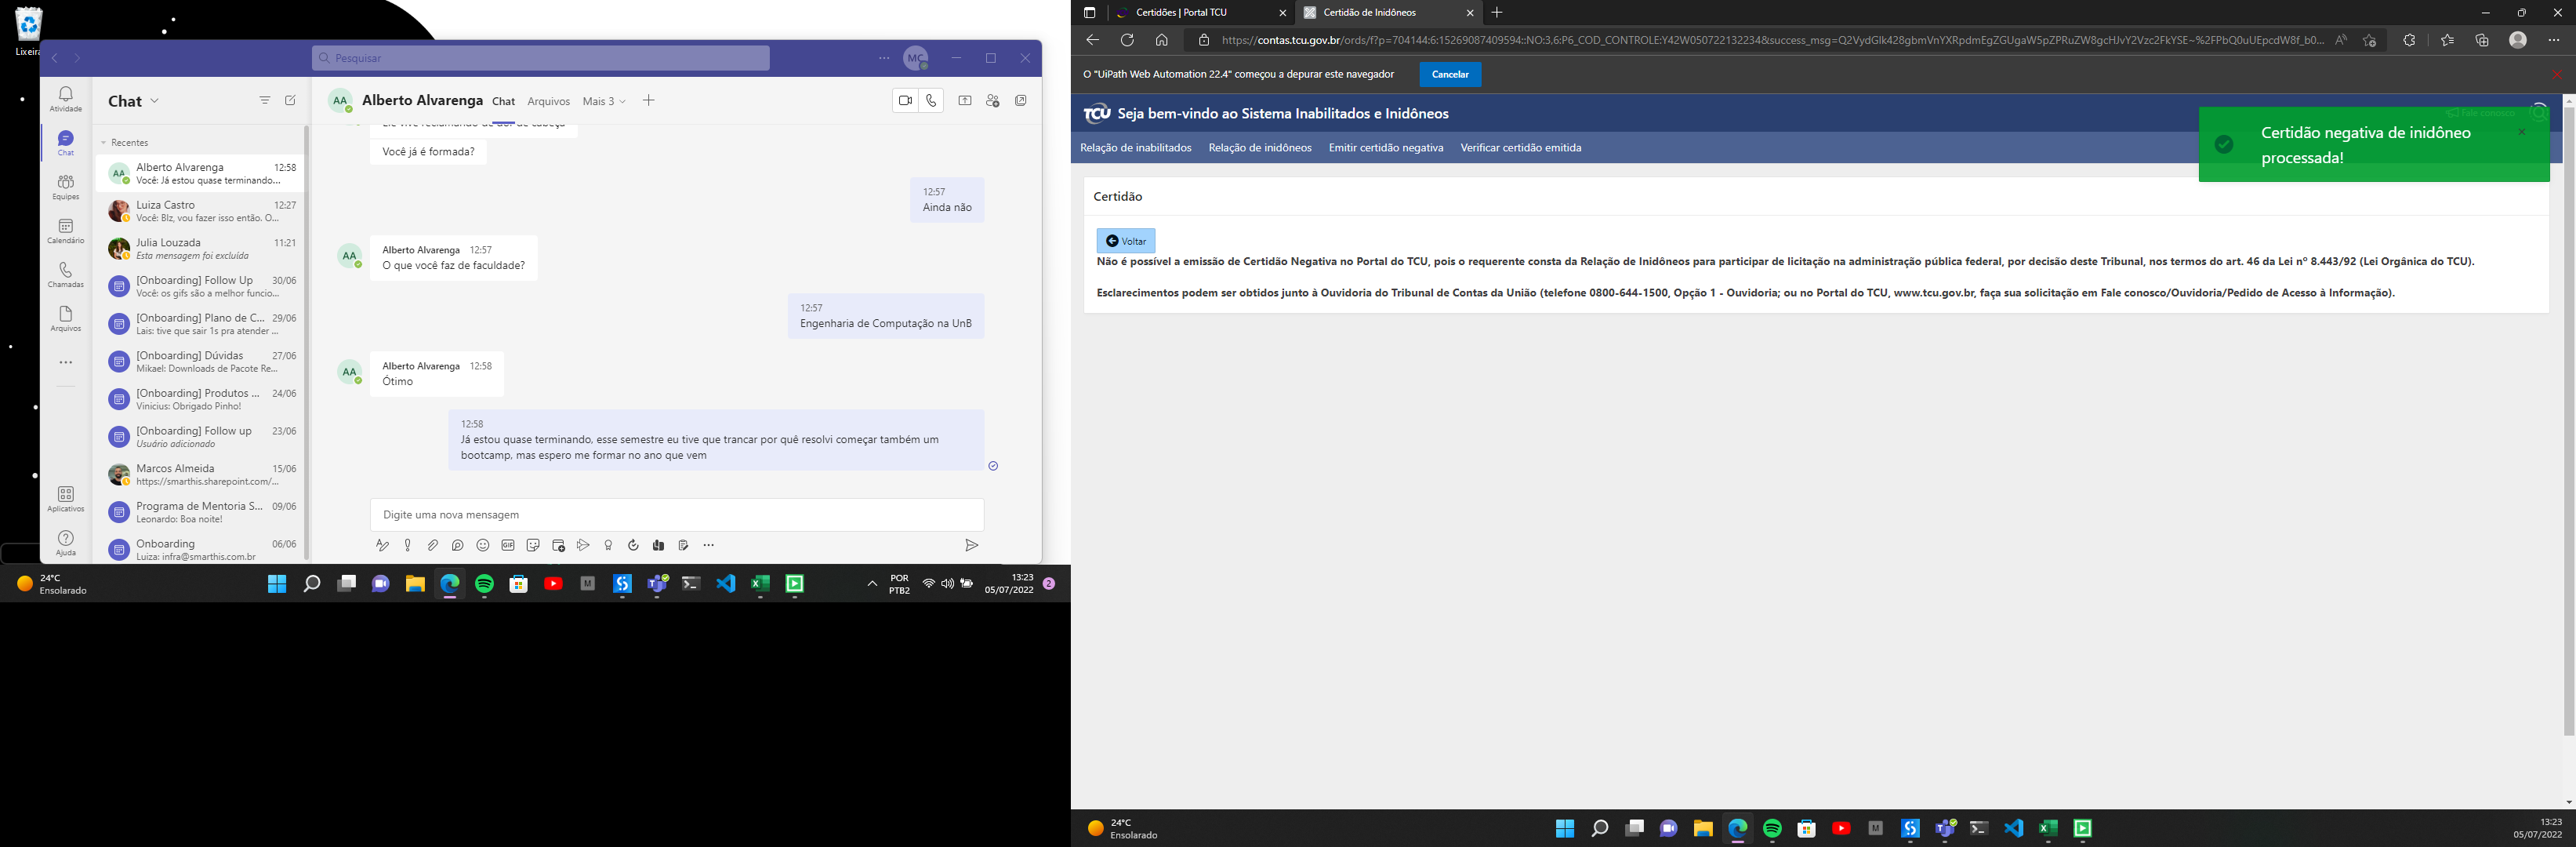 Lixeira
Pesquisar
MC
Atividade
Chat
Equipes
Calendário
Chamadas
Arquivos
Aplicativos
Ajuda
Chat
Recentes
AA
Alberto Alvarenga 12:58
Você: Já estou quase terminando...
Luiza Castro 12:27
Você: Blz, vou fazer isso então. O...
Julia Louzada 11:21
Esta mensagem foi excluída
[Onboarding] Follow Up 30/06
Você: os gifs são a melhor funcio...
[Onboarding] Plano de C... 29/06
Lais: tive que sair 1s pra atender ...
[Onboarding] Dúvidas 27/06
Mikael: Downloads de Pacote Re...
[Onboarding] Produtos ... 24/06
Vinicius: Obrigado Pinho!
[Onboarding] Follow up 23/06
Usuário adicionado
Marcos Almeida 15/06
https://smarthis.sharepoint.com/...
Programa de Mentoria S... 09/06
Leonardo: Boa noite!
Onboarding 06/06
Luiza: infra@smarthis.com.br
AA Alberto Alvarenga Chat Arquivos Mais 3
Ele vive reclamando de dor de cabeça
Você já é formada?
12:57
Ainda não
AA
Alberto Alvarenga 12:57
O que você faz de faculdade?
12:57
Engenharia de Computação na UnB
AA
Alberto Alvarenga 12:58
Ótimo
12:58
Já estou quase terminando, esse semestre eu tive que trancar por quê resolvi começar também um
bootcamp, mas espero me formar no ano que vem
Digite uma nova mensagem
GIF
24°C
Ensolarado
M
POR
PTB2
13:23
05/07/2022
2
Certidões | Portal TCU
Certidão de Inidôneos
https://contas.tcu.gov.br/ords/f?p=704144:6:15269087409594::NO:3,6:P6_COD_CONTROLE:Y42W050722132234&success_msg=Q2VydGlk428gbmVnYXRpdmEgZGUgaW5pZPRuZW8gcHJvY2Vzc2FkYSE~%2FPbQ0uUEpcdW8f_b0...
O "UiPath Web Automation 22.4" começou a depurar este navegador
Cancelar
TCU Seja bem-vindo ao Sistema Inabilitados e Inidôneos
Fale conosco
Relação de inabilitados Relação de inidôneos Emitir certidão negativa Verificar certidão emitida
Certidão negativa de inidôneo
processada!
Certidão
Voltar
Não é possível a emissão de Certidão Negativa no Portal do TCU, pois o requerente consta da Relação de Inidôneos para participar de licitação na administração pública federal, por decisão deste Tribunal, nos termos do art. 46 da Lei nº 8.443/92 (Lei Orgânica do TCU).
Esclarecimentos podem ser obtidos junto à Ouvidoria do Tribunal de Contas da União (telefone 0800-644-1500, Opção 1 - Ouvidoria; ou no Portal do TCU, www.tcu.gov.br, faça sua solicitação em Fale conosco/Ouvidoria/Pedido de Acesso à Informação).
24°C
Ensolarado
M
13:23
05/07/2022